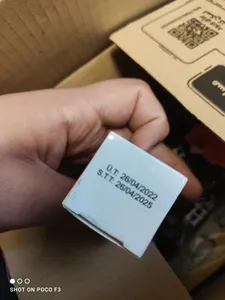 Ü.T: 26/04/2022
S.T.T: 26/04/2025
SHOT ON POCO F3